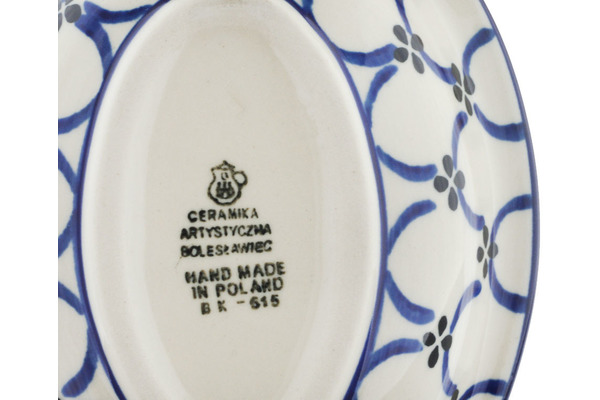 CERAMIKA
ARTYSTYCZNA
BOLESŁAWIEC
HAND MADE
IN POLAND
BK - 615